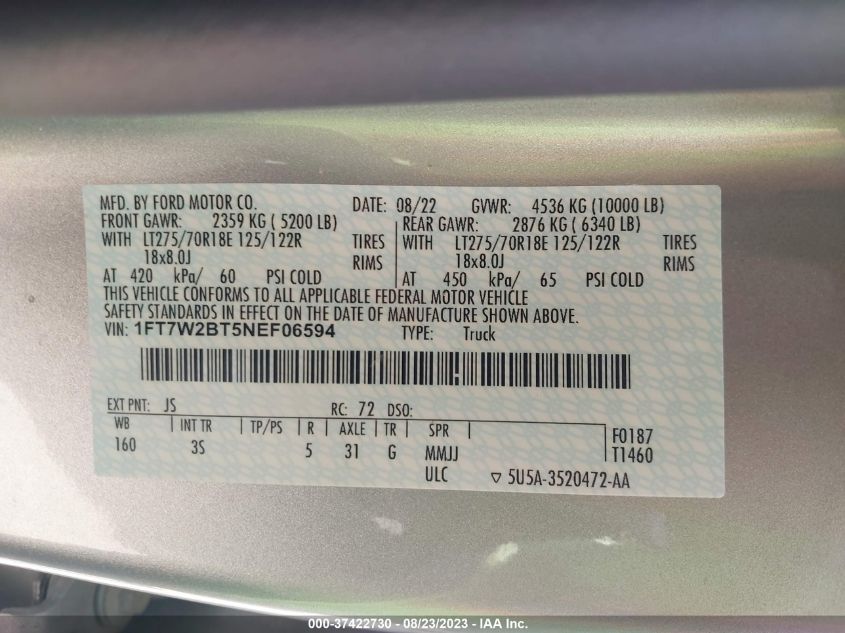 MFD. BY FORD MOTOR CO. DATE: 08/22 GVWR: 4536 KG (10000 LB)
FRONT GAWR: 2359 KG ( 5200 LB) REAR GAWR: 2876 KG ( 6340 LB)
WITH LT275/70R18E 125/122R TIRES WITH LT275/70R18E 125/122R TIRES
18x8.0J RIMS 18x8.0J RIMS
AT 420 kPa/ 60 PSI COLD AT 450 kPa/ 65 PSI COLD
THIS VEHICLE CONFORMS TO ALL APPLICABLE FEDERAL MOTOR VEHICLE
SAFETY STANDARDS IN EFFECT ON THE DATE OF MANUFACTURE SHOWN ABOVE.
VIN: 1FT7W2BT5NEF06594 TYPE: Truck
EXT PNT: JS RC: 72 DSO:
WB INT TR TP/PS R AXLE TR SPR F0187
160 3S 5 31 G MMJJ T1460
ULC ▽ 5U5A-3520472-AA
000-37422730 - 08/23/2023 - IAA Inc.